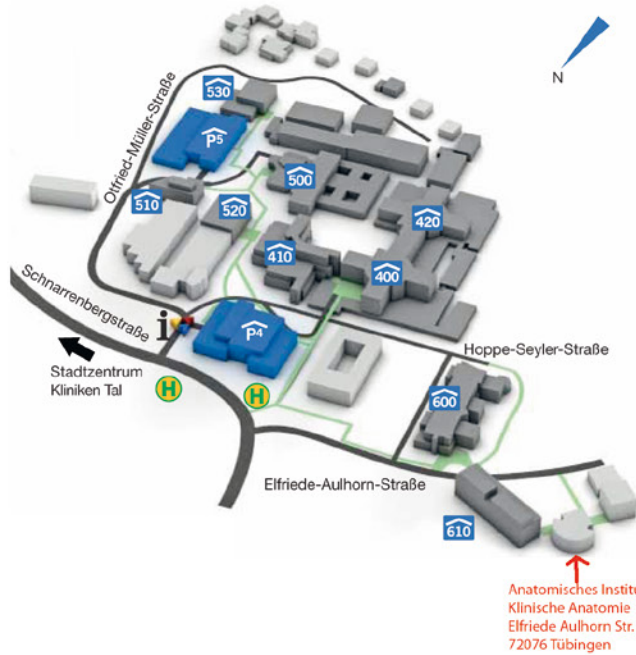 N
530
P5
Otfried-Müller-Straße
500
510
520
420
410
400
Schnarrenbergstraße
i
P4
Stadtzentrum
Kliniken Tal
H
H
Hoppe-Seyler-Straße
600
Elfriede-Aulhorn-Straße
610
Anatomisches Institu
Klinische Anatomie
Elfriede Aulhorn Str.
72076 Tübingen